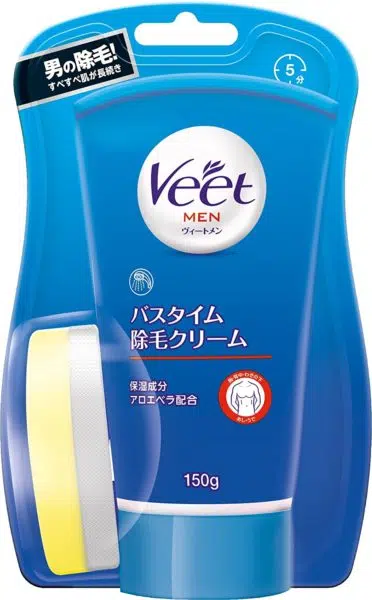 男の除毛!
すべすべ肌が長続き
5分
Veet
MEN
ヴィートメン
バスタイム
除毛クリーム
保湿成分
アロエベラ配合
150g